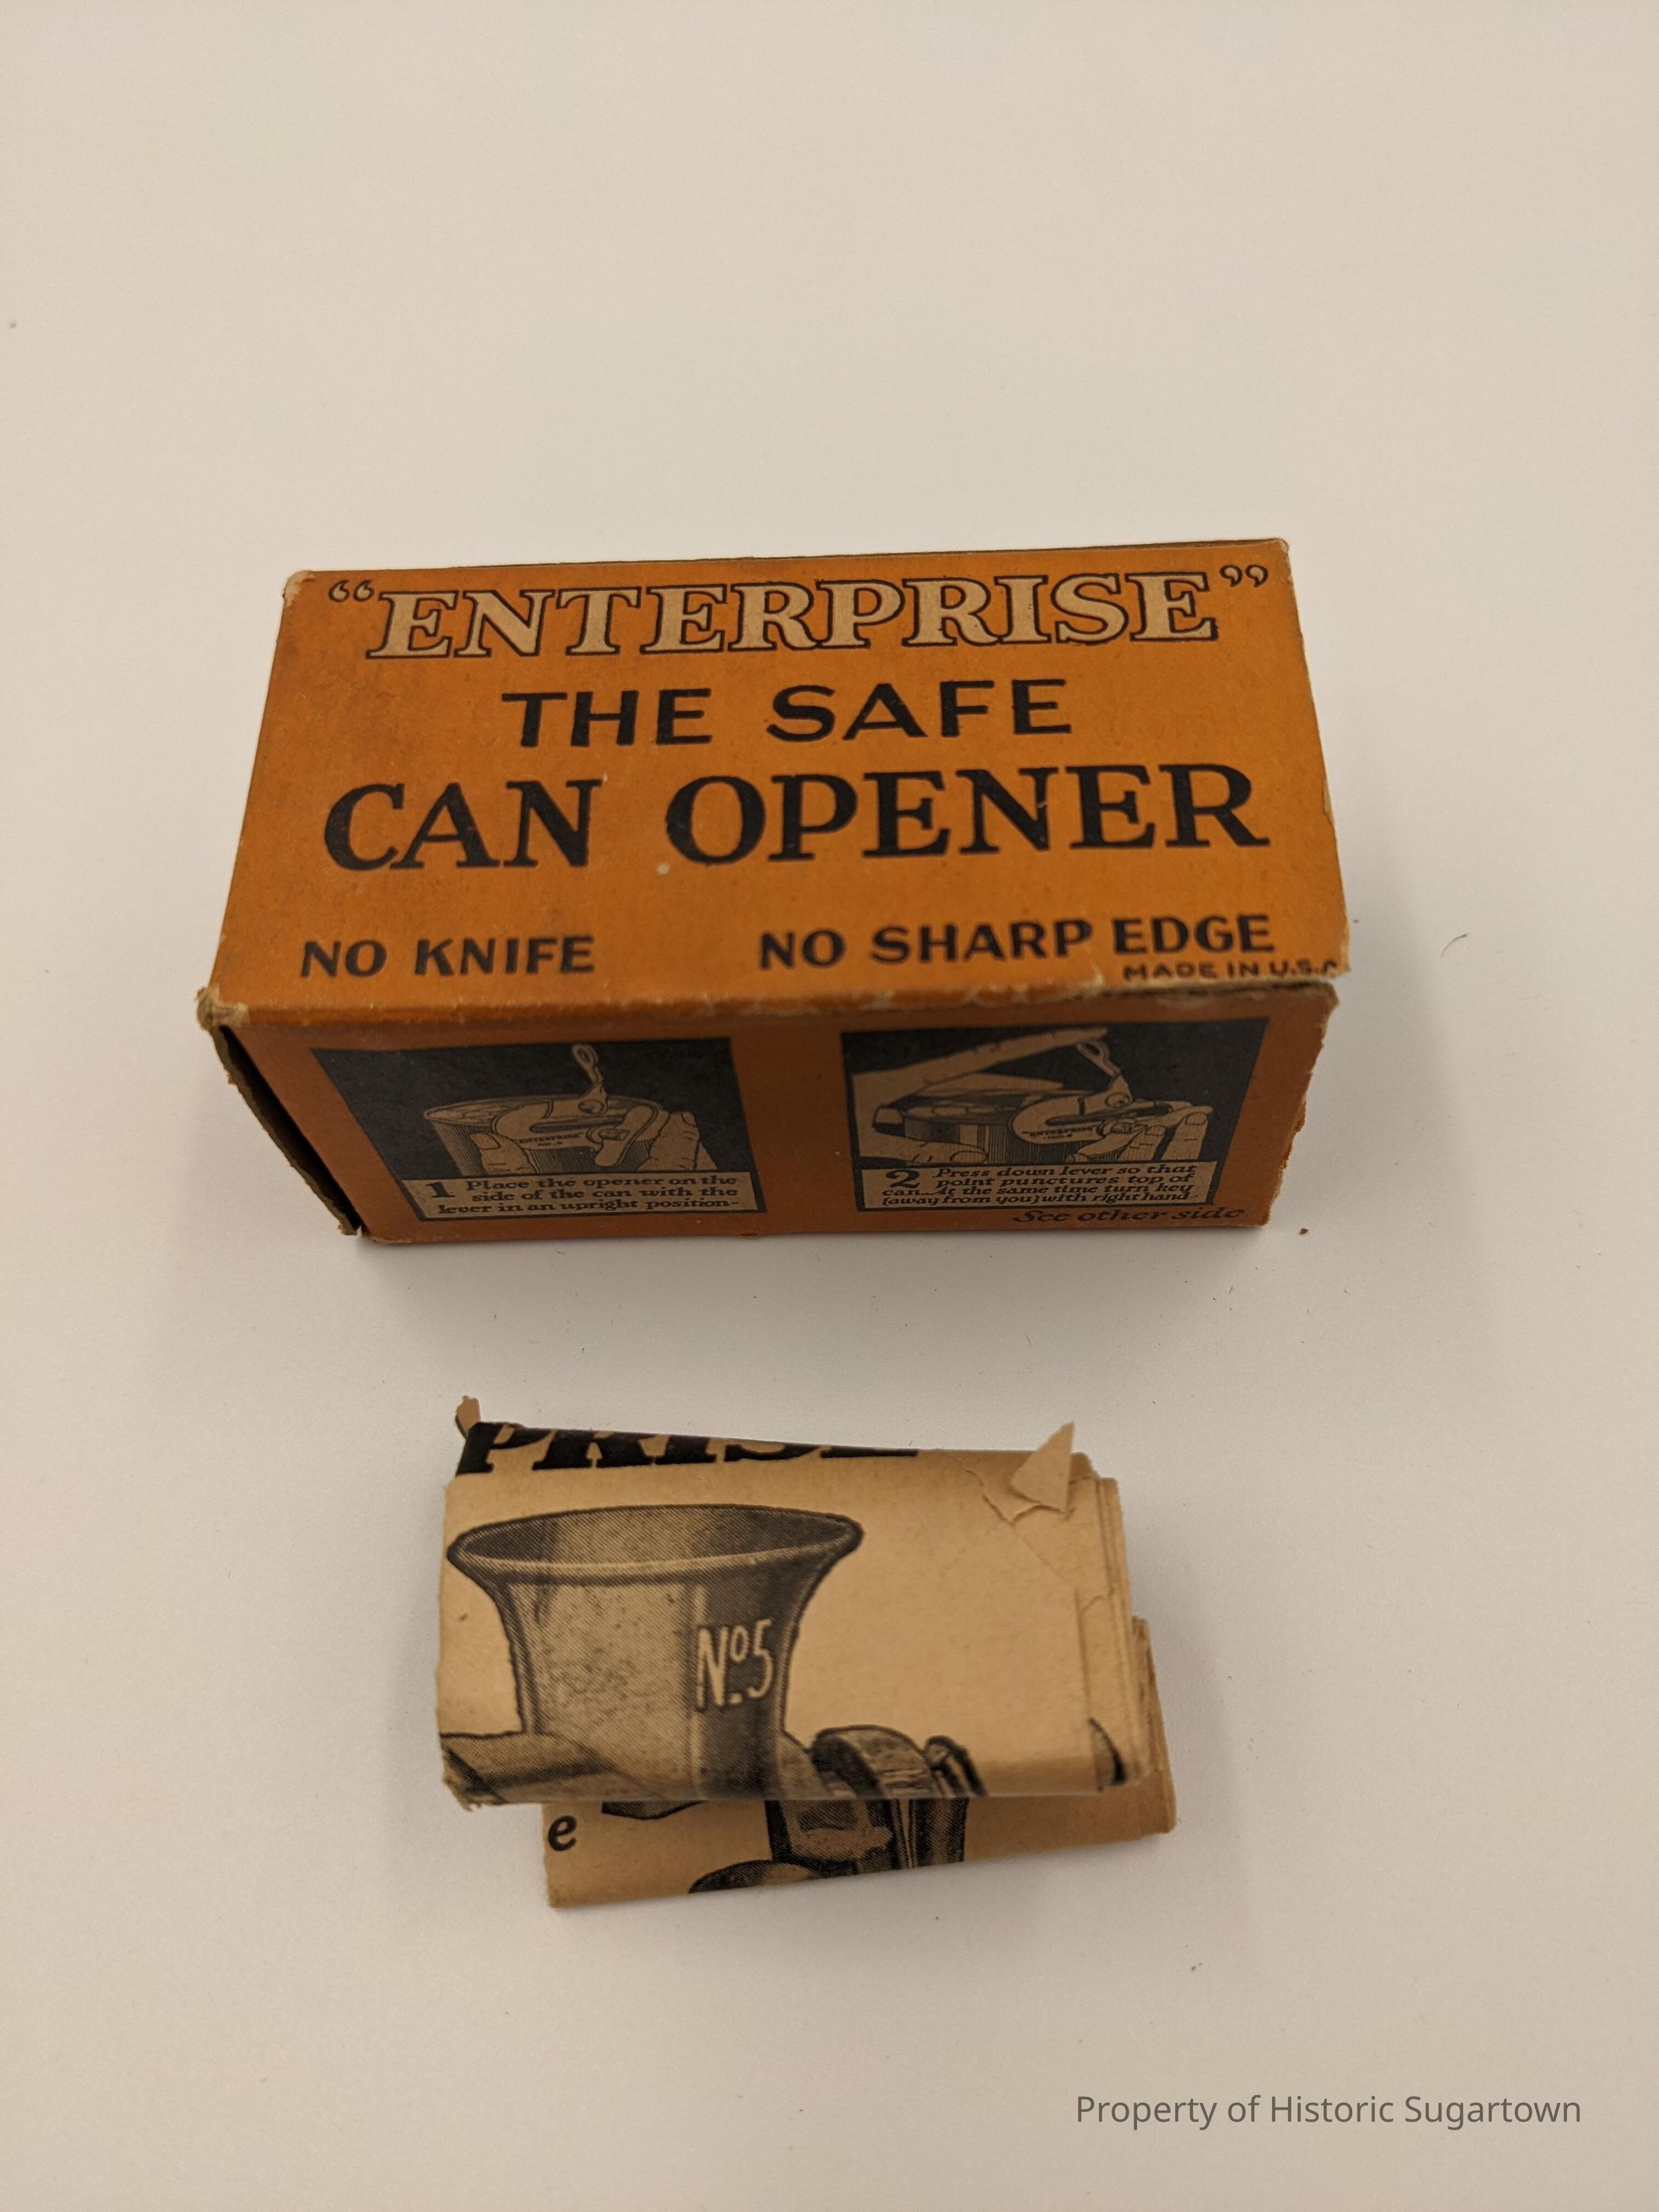 “ENTERPRISE”
THE SAFE
CAN OPENER
NO KNIFE NO SHARP EDGE
MADE IN U.S.A
"ENTERPRISE"
1 Place the opener on the
side of the can with the
lever in an upright position-
"ENTERPRISE"
2 Press down lever so that
point punctures top of
can. At the same time turn key
(away from you) with right hand.
See other side
PRISE
No 5
e
Property of Historic Sugartown